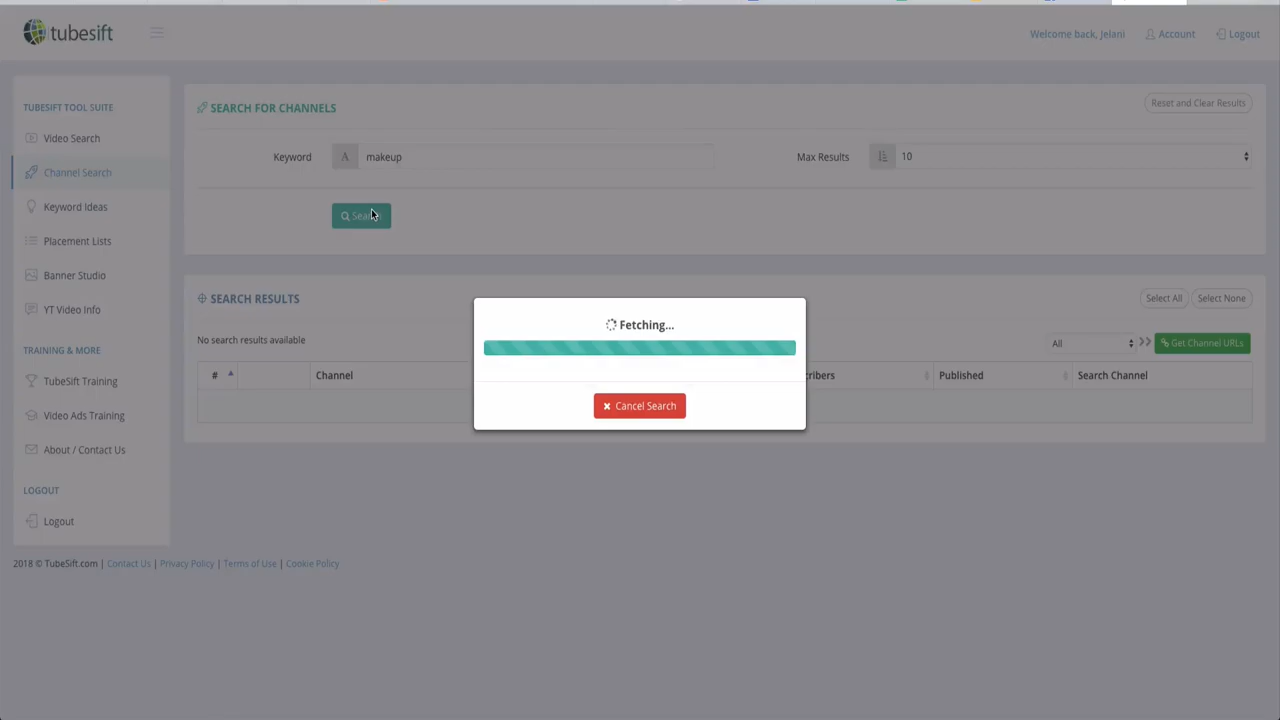 tubesift
Welcome back, Jelani
Account
Logout
TUBESIFT TOOL SUITE
Video Search
Channel Search
Keyword Ideas
Placement Lists
Banner Studio
YT Video Info
TRAINING & MORE
TubeSift Training
Video Ads Training
About / Contact Us
LOGOUT
Logout
SEARCH FOR CHANNELS
Reset and Clear Results
Keyword
A
makeup
Max Results
10
SEARCH RESULTS
Select All
Select None
No search results available
All
Get Channel URLs
# Channel
Published
Search Channel
Fetching...
Cancel Search
2018 © TubeSift.com | Contact Us | Privacy Policy | Terms of Use | Cookie Policy